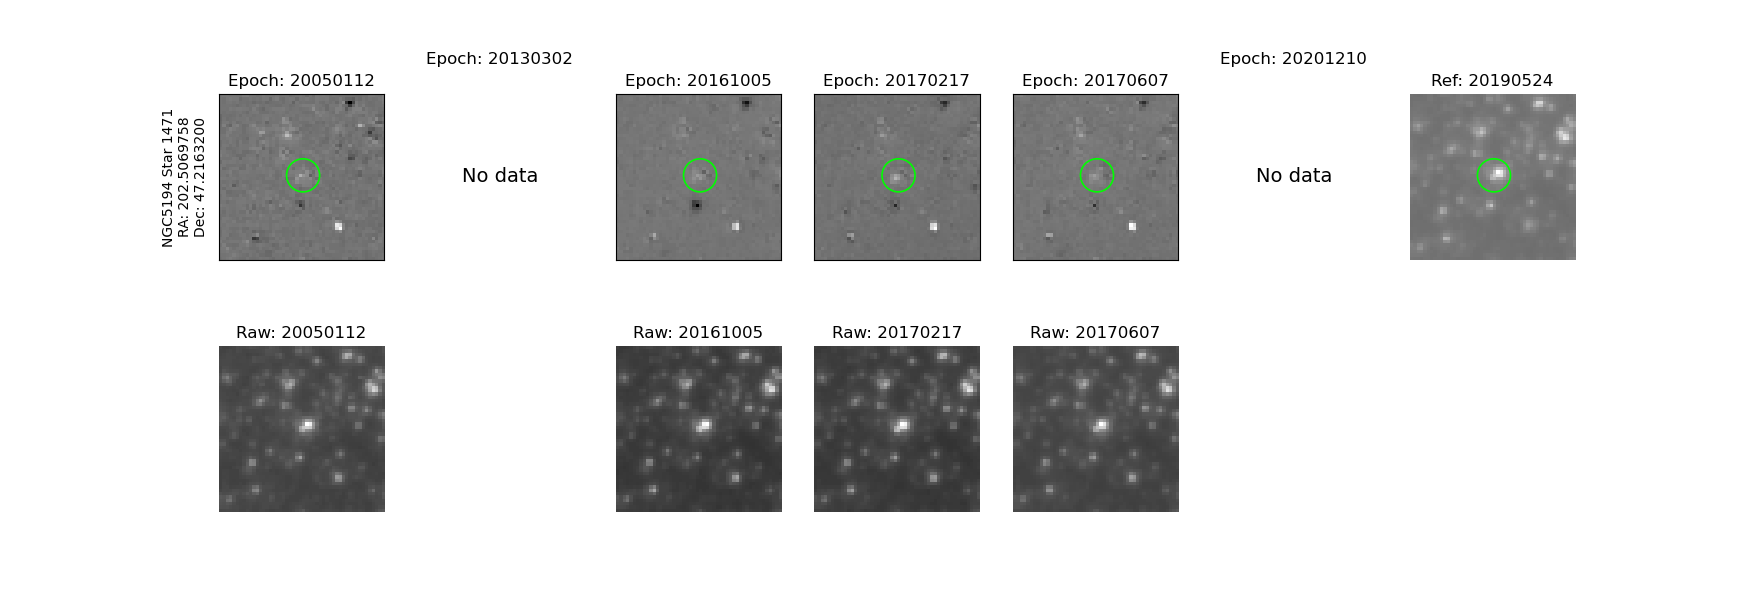 Epoch: 20130302
Epoch: 20201210
Epoch: 20050112
Epoch: 20161005
Epoch: 20170217
Epoch: 20170607
Ref: 20190524
NGC5194 Star 1471
RA: 202.5069758
Dec: 47.2163200
No data
No data
Raw: 20050112
Raw: 20161005
Raw: 20170217
Raw: 20170607